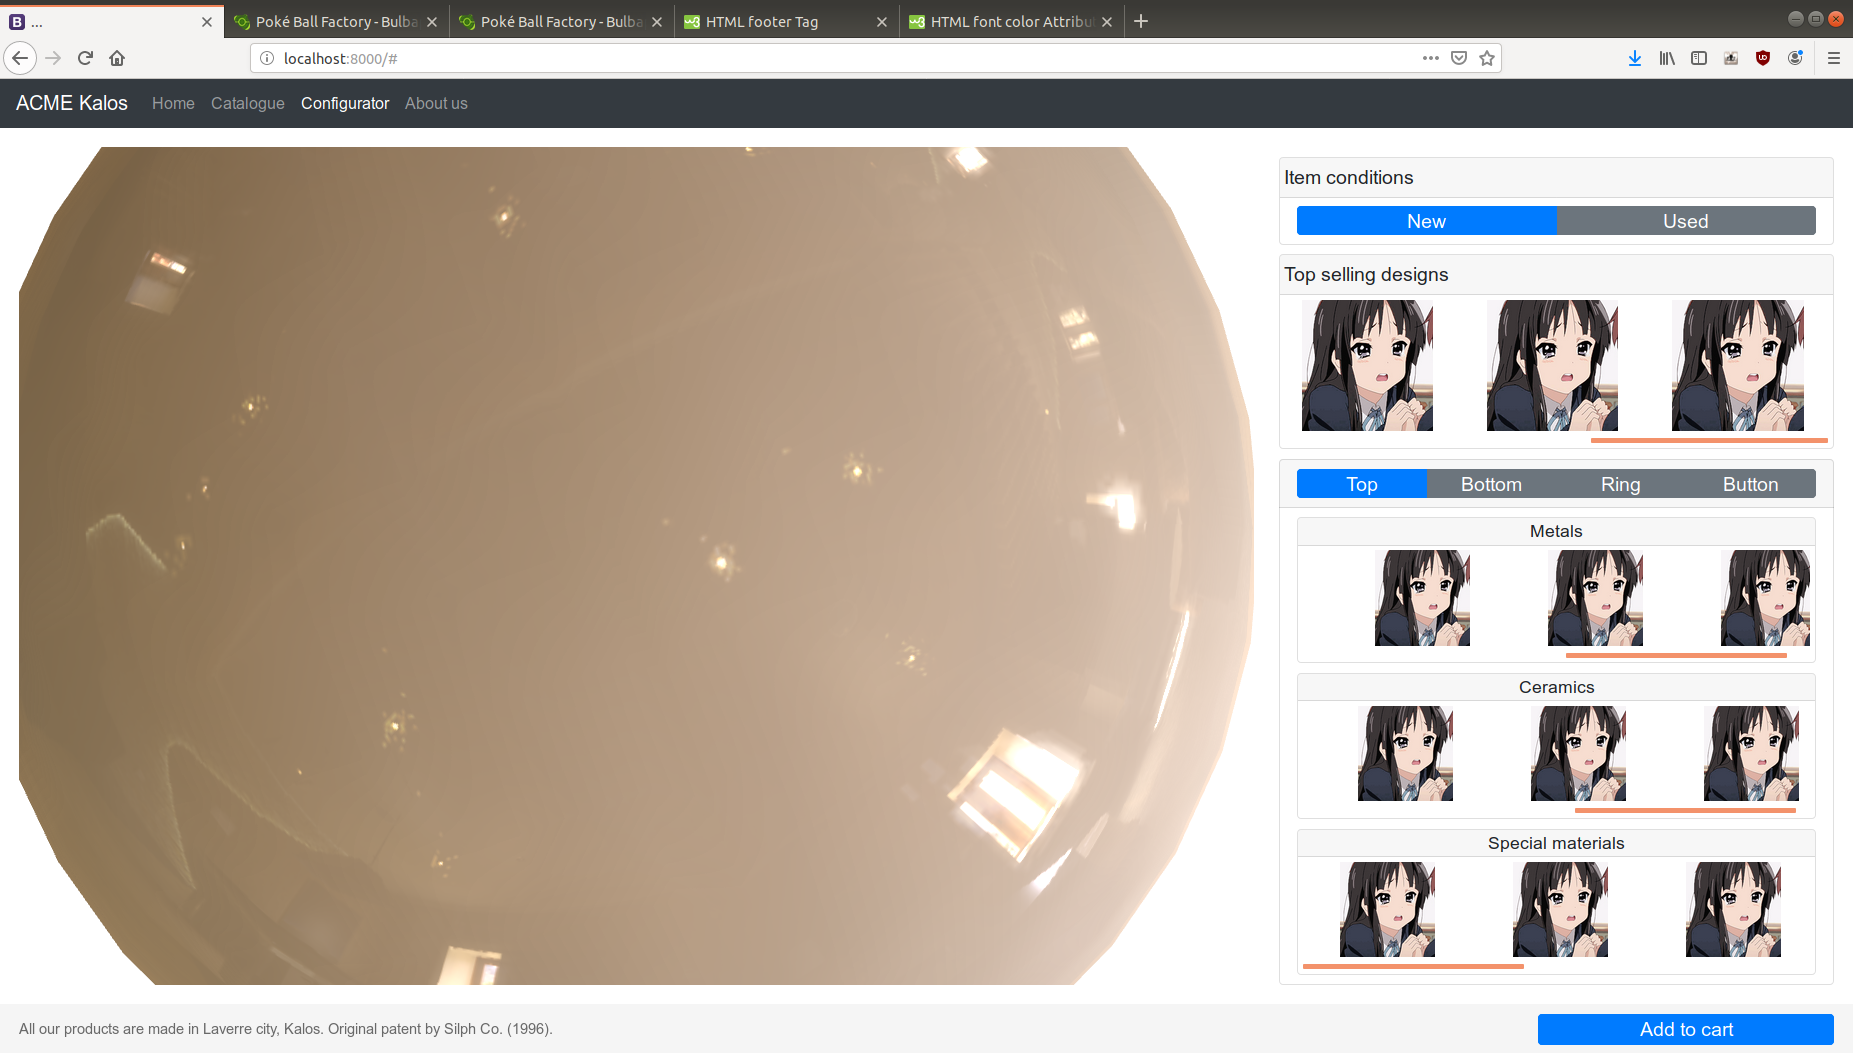 ...
Poké Ball Factory - Bulba
Poké Ball Factory - Bulba
HTML footer Tag
HTML font color Attribu
localhost:8000/#
ACME Kalos Home Catalogue Configurator About us
Item conditions
New Used
Top selling designs
Top Bottom Ring Button
Metals
Ceramics
Special materials
All our products are made in Laverre city, Kalos. Original patent by Silph Co. (1996).
Add to cart